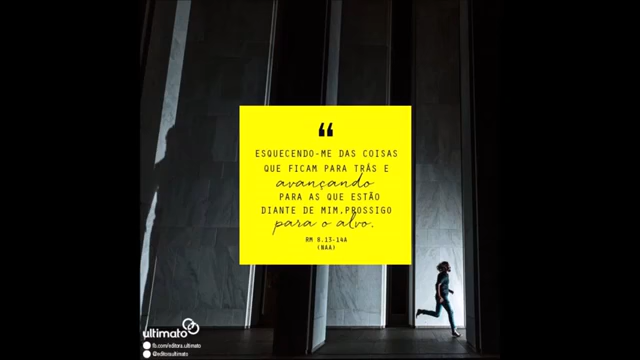 “
ESQUECENDO-ME DAS COISAS
QUE FICAM PARA TRÁS E
avançando
PARA AS QUE ESTÃO
DIANTE DE MIM,PROSSIGO
para o alvo.
RM 8.13-14A
(NAA)
ultimato
fb.com/editora.ultimato
@editoraultimato